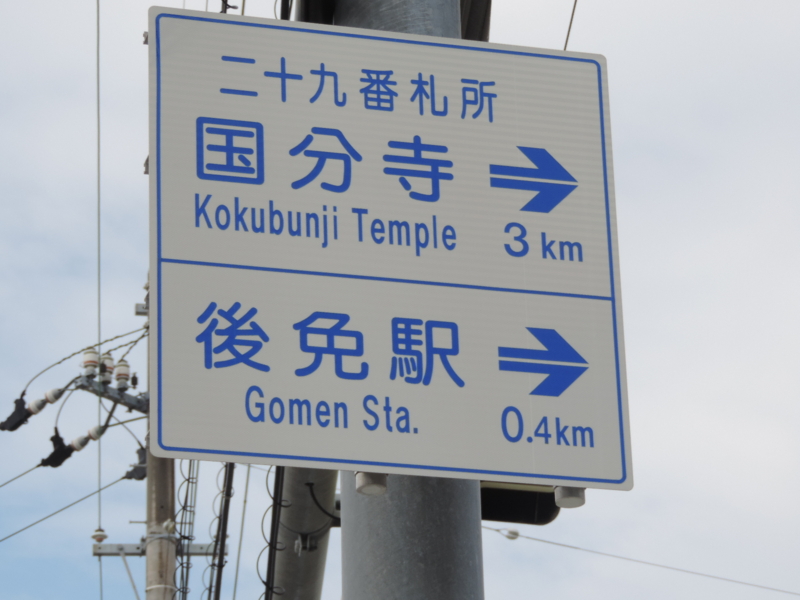 二十九番札所
国分寺
Kokubunji Temple
3 km
後免駅
Gomen Sta.
0.4km